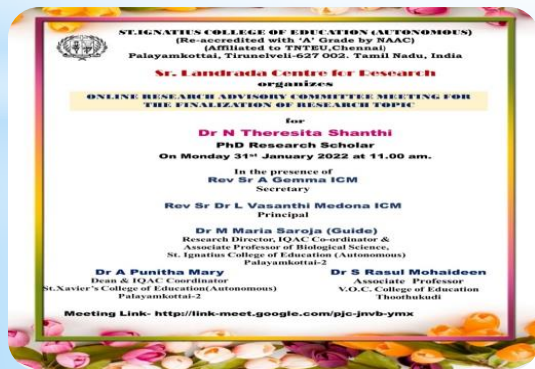 ST.IGNATIUS COLLEGE OF EDUCATION (AUTONOMOUS)
(Re-accredited with ‘A’ Grade by NAAC)
(Affiliated to TNTEU,Chennai)
Palayamkottai, Tirunelveli-627 002. Tamil Nadu, India
Sr. Landrada Centre for Research
organizes
ONLINE RESEARCH ADVISORY COMMITTEE MEETING FOR
THE FINALIZATION OF RESEARCH TOPIC
for
Dr N Theresita Shanthi
PhD Research Scholar
On Monday 31st January 2022 at 11.00 am.
In the presence of
Rev Sr A Gemma ICM
Secretary
Rev Sr Dr L Vasanthi Medona ICM
Principal
Dr M Maria Saroja (Guide)
Research Director, IQAC Co-ordinator &
Associate Professor of Biological Science,
St. Ignatius College of Education (Autonomous)
Palayamkottai-2
Dr A Punitha Mary
Dean & IQAC Coordinator
St.Xavier’s College of Education(Autonomous)
Palayamkottai-2
Dr S Rasul Mohaideen
Associate Professor
V.O.C. College of Education
Thoothukudi
Meeting Link- http://link-meet.google.com/pjc-jnvb-ymx